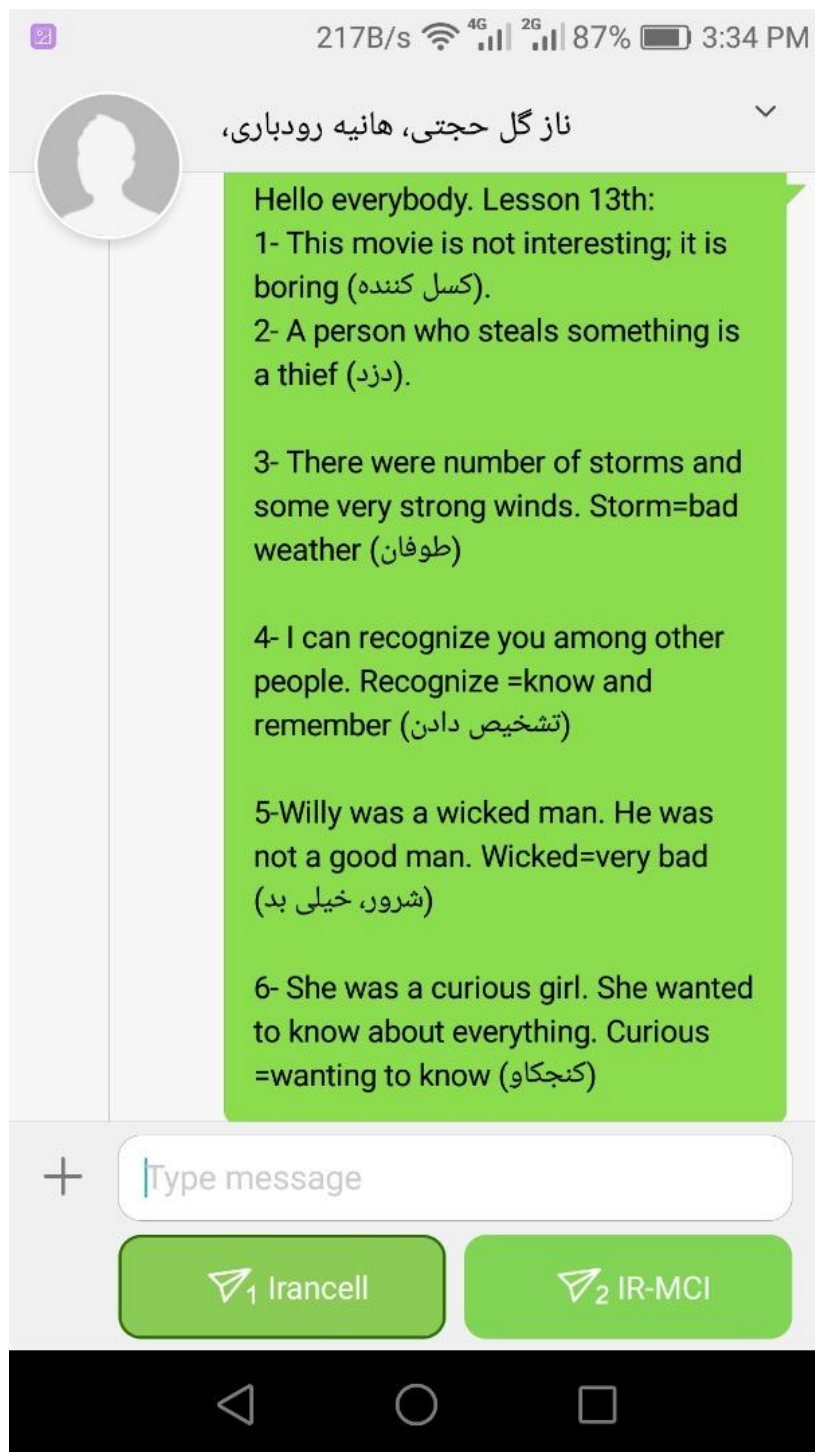 217B/s 4G 2G 87% 3:34 PM
ناز گل حجتی، هانیه رودباری،
Hello everybody. Lesson 13th:
1- This movie is not interesting; it is
boring (کسل کننده).
2- A person who steals something is
a thief (دزد).
3- There were number of storms and
some very strong winds. Storm=bad
weather (طوفان)
4- I can recognize you among other
people. Recognize =know and
remember (تشخیص دادن)
5-Willy was a wicked man. He was
not a good man. Wicked=very bad
(شرور، خیلی بد)
6- She was a curious girl. She wanted
to know about everything. Curious
=wanting to know (کنجکاو)
Type message
1 Irancell
2 IR-MCI